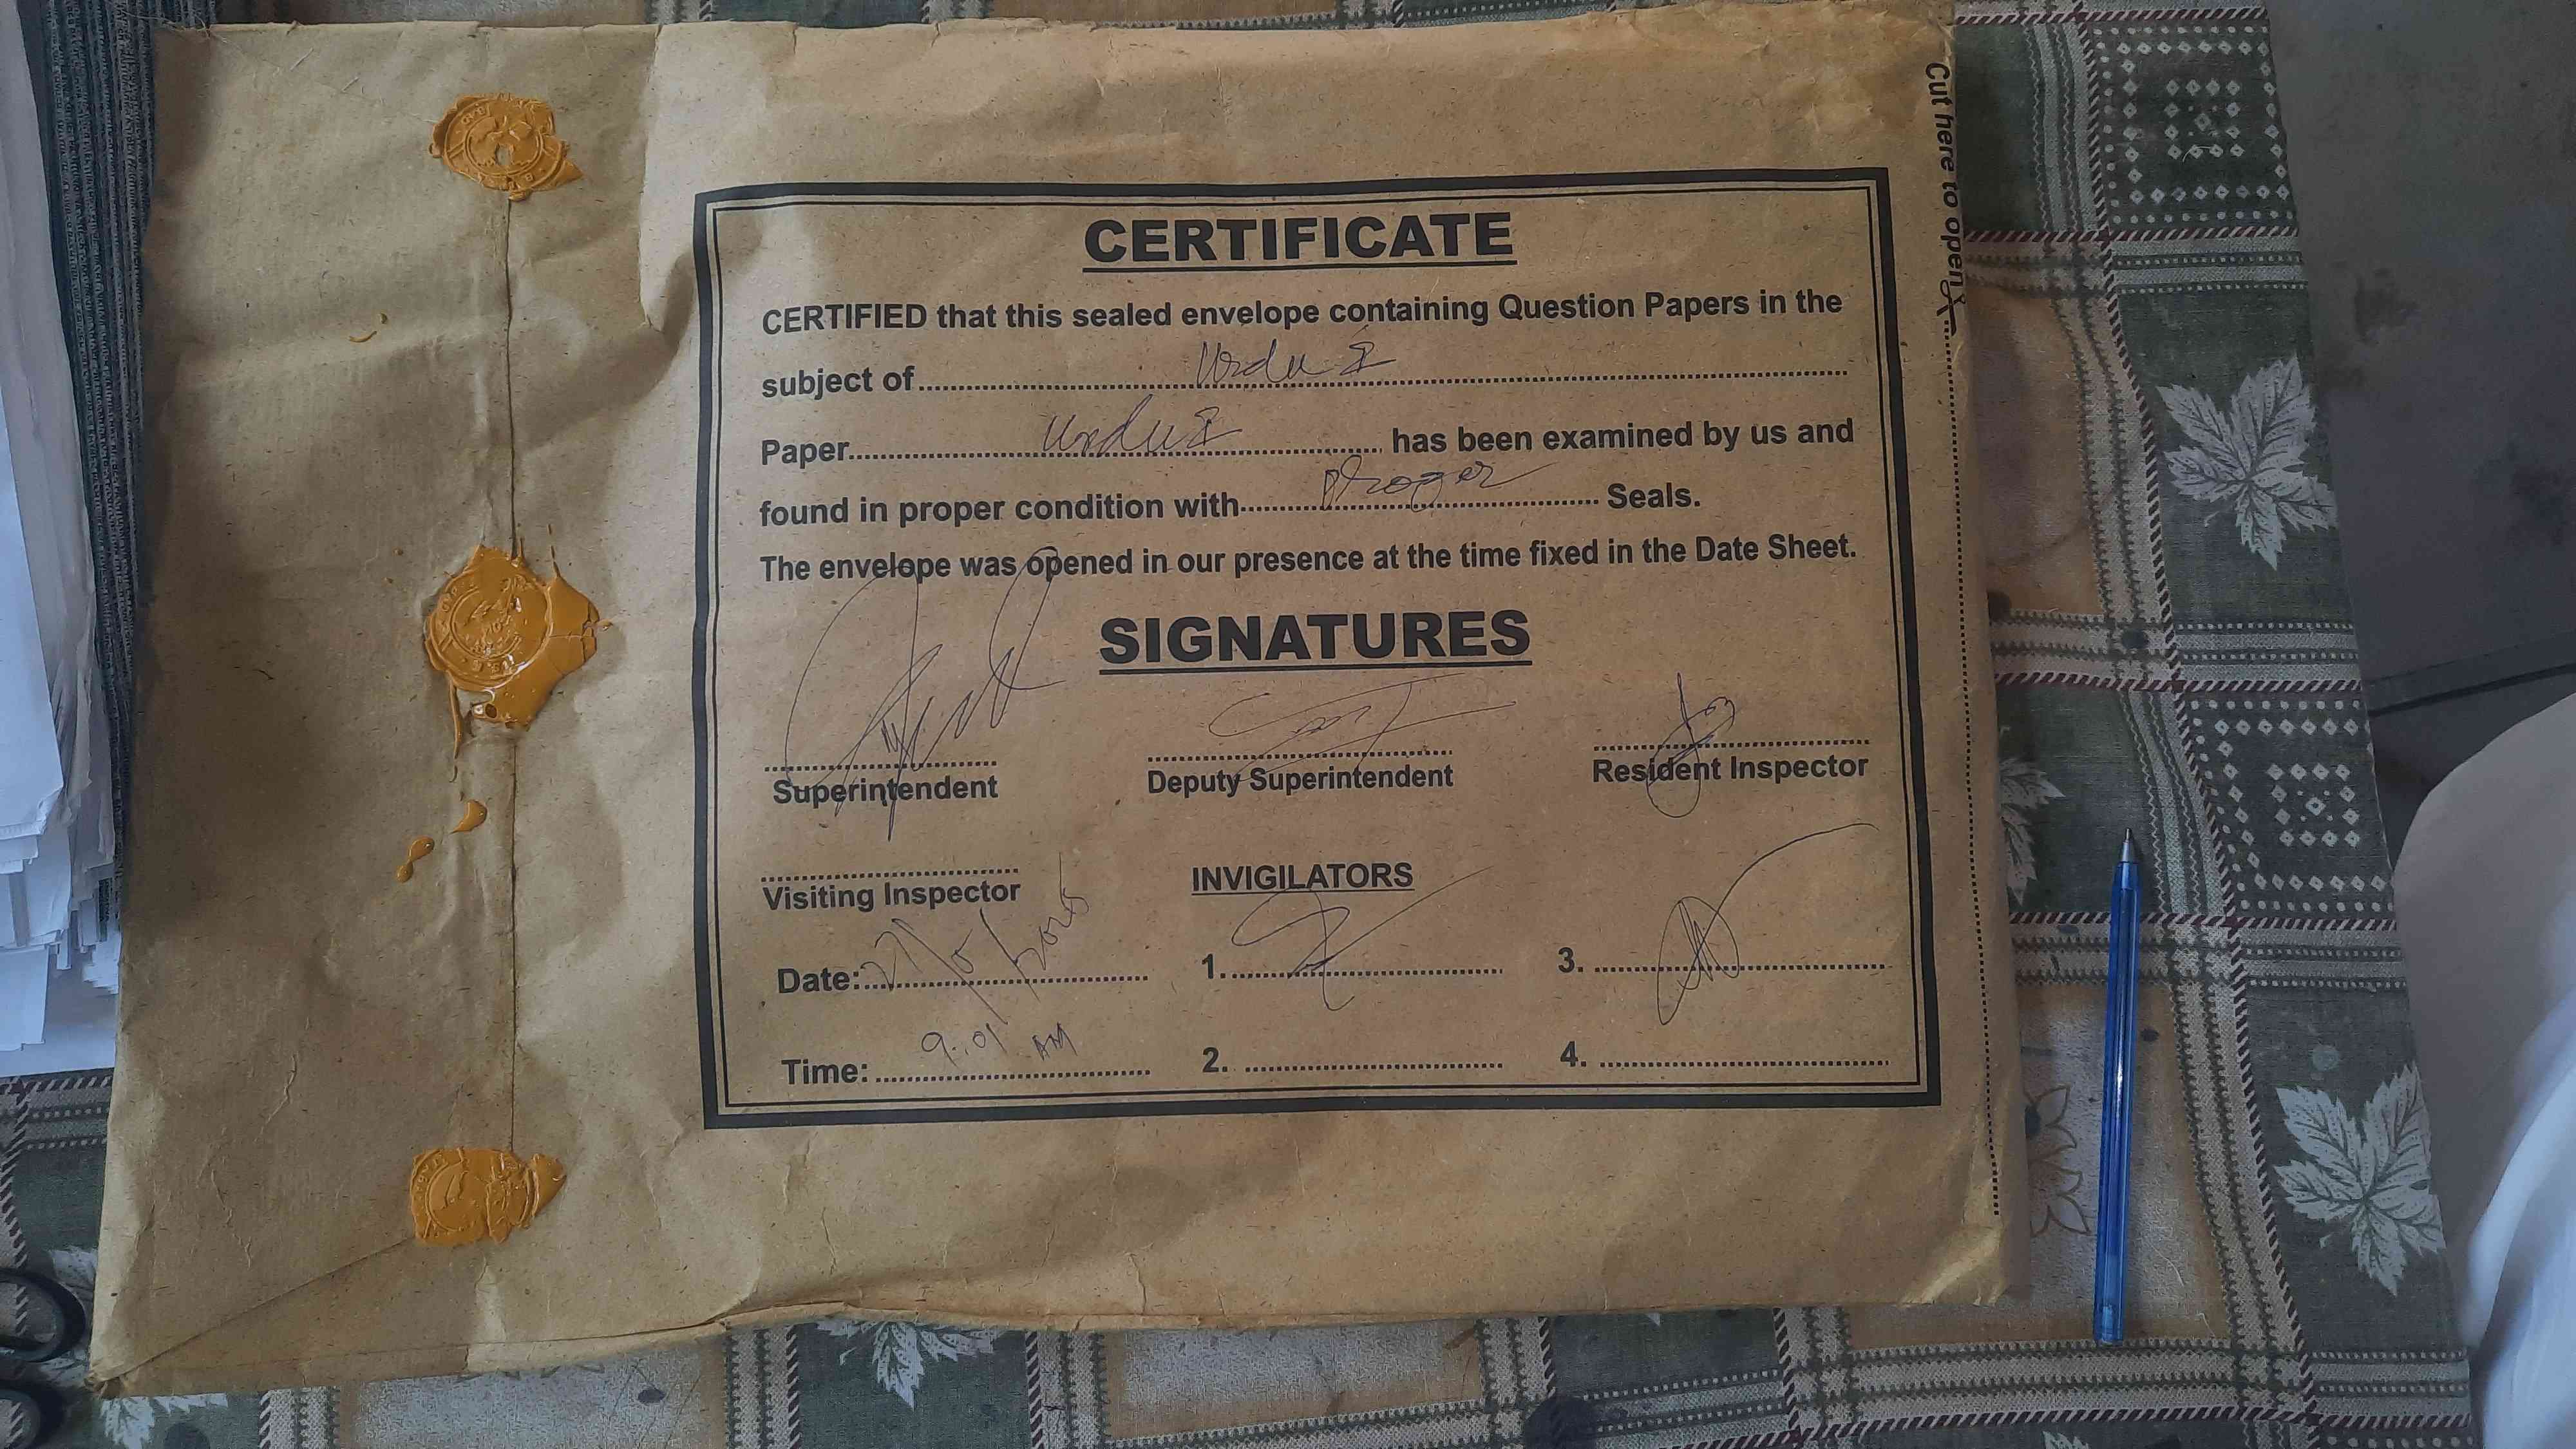 Cut here to open
CERTIFICATE
CERTIFIED that this sealed envelope containing Question Papers in the
subject of Urdu I
Paper Urdu I has been examined by us and
found in proper condition with proper Seals.
The envelope was opened in our presence at the time fixed in the Date Sheet.
SIGNATURES
Superintendent Deputy Superintendent Resident Inspector
Visiting Inspector INVIGILATORS
Date: 1. 3.
Time: 9:01 AM 2. 4.